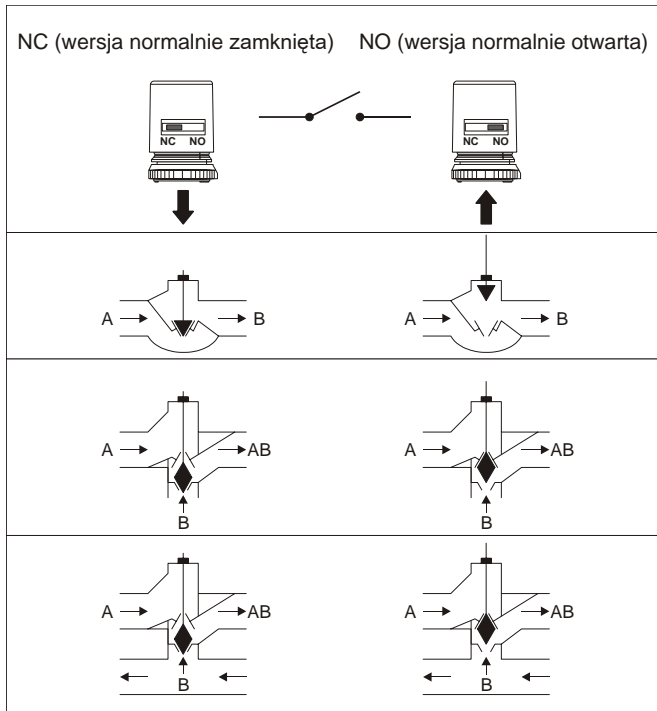 NC (wersja normalnie zamknięta) NO (wersja normalnie otwarta)
NC NO NC NO
A B A B
A AB A AB
B B
A AB A AB
B B